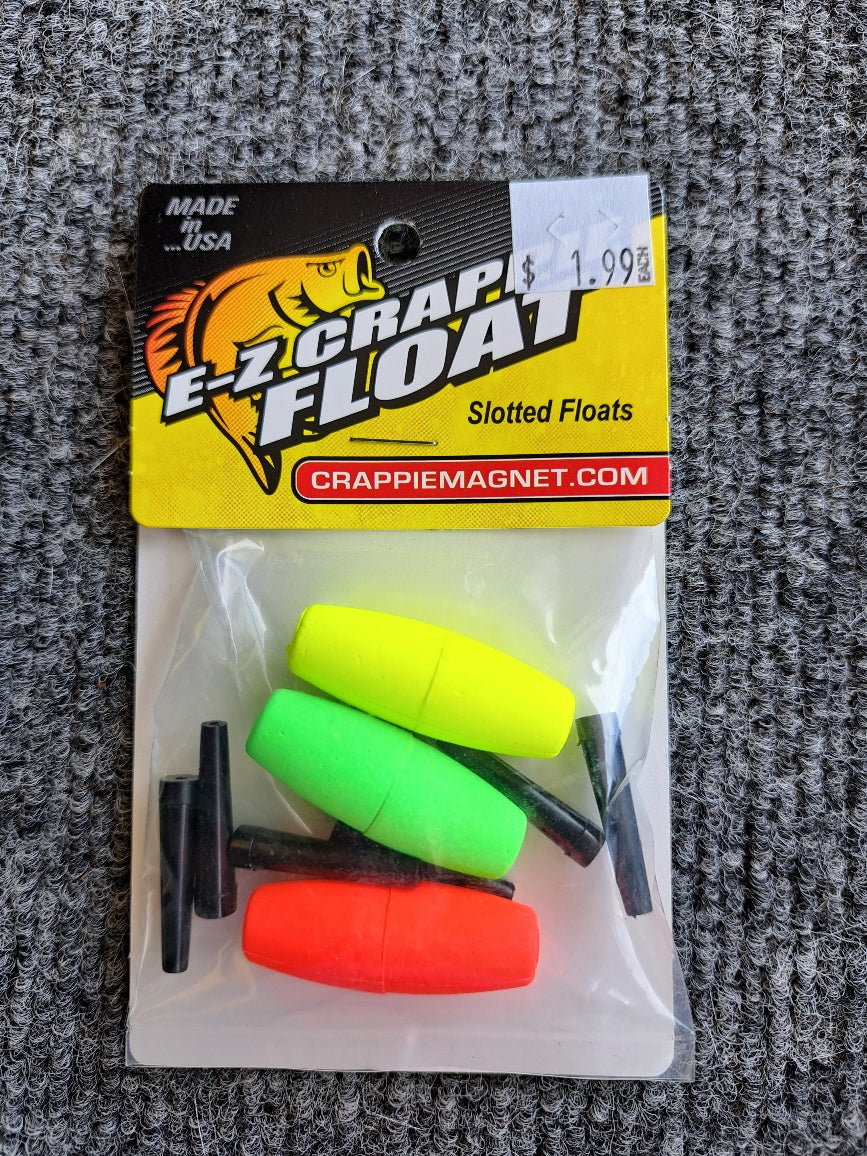 MADE
in
...USA
$ 1.99 EACH
E-Z CRAPPIE
FLOAT
Slotted Floats
CRAPPIEMAGNET.COM